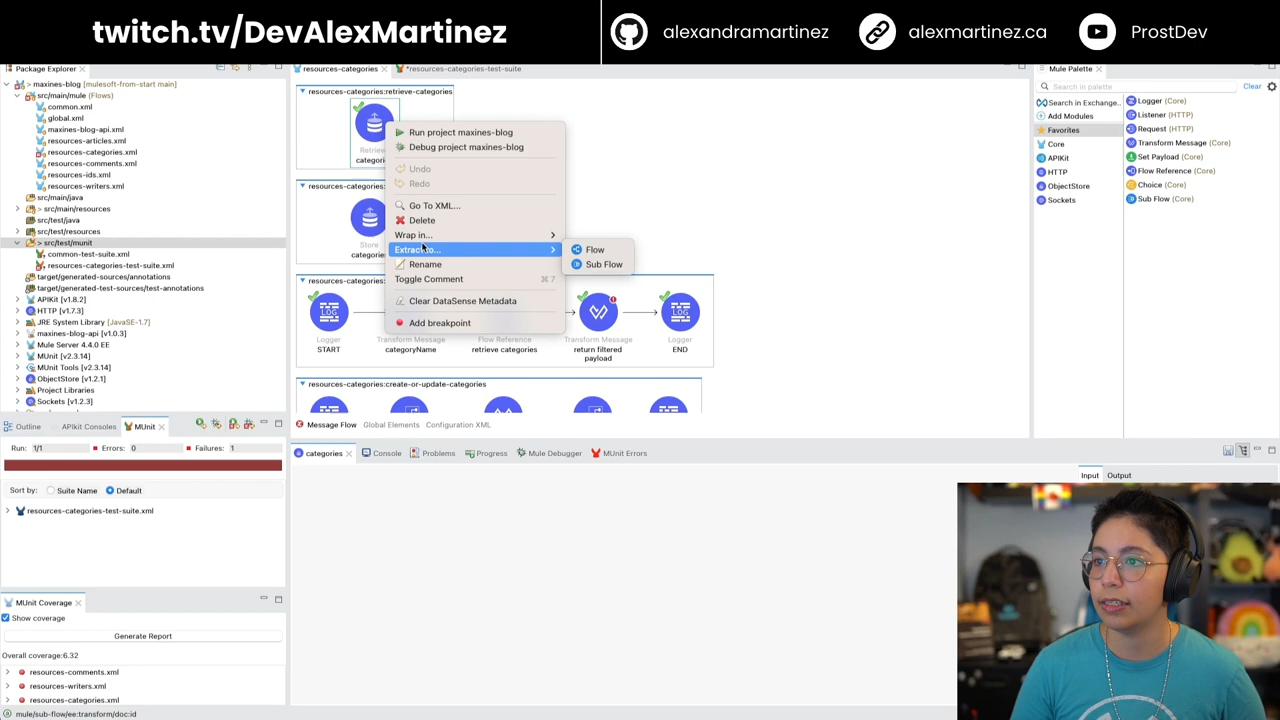 twitch.tv/DevAlexMartinez
alexandramartinez
alexmartinez.ca
ProstDev
Package Explorer
> maxines-blog [mulesoft-from-start main]
src/main/mule (Flows)
common.xml
global.xml
maxines-blog-api.xml
resources-articles.xml
resources-categories.xml
resources-comments.xml
resources-ids.xml
resources-writers.xml
src/main/java
> src/main/resources
src/test/java
src/test/resources
> src/test/munit
common-test-suite.xml
resources-categories-test-suite.xml
target/generated-sources/annotations
target/generated-test-sources/test-annotations
APIKit [v1.8.2]
HTTP [v1.7.3]
JRE System Library [JavaSE-1.7]
maxines-blog-api [v1.0.3]
Mule Server 4.4.0 EE
MUnit [v2.3.14]
MUnit Tools [v2.3.14]
ObjectStore [v1.2.1]
Project Libraries
Sockets [v1.2.3]
Outline
APIkit Consoles
MUnit
Run: 1/1
Errors: 0
Failures: 1
Sort by:
Suite Name
Default
resources-categories-test-suite.xml
MUnit Coverage
Show coverage
Generate Report
Overall coverage:6.32
resources-comments.xml
resources-writers.xml
resources-categories.xml
mule/sub-flow/ee:transform/doc:id
resources-categories
*resources-categories-test-suite
resources-categories:retrieve-categories
Retrieve
categori
resources-categories:
Store
categorie
resources-categories:
Logger
START
Transform Message
categoryName
Flow Reference
retrieve categories
Transform Message
return filtered
payload
Logger
END
resources-categories:create-or-update-categories
Run project maxines-blog
Debug project maxines-blog
Undo
Redo
Go To XML...
Delete
Wrap in...
Extract to...
Rename
Toggle Comment
⌘7
Clear DataSense Metadata
Add breakpoint
Flow
Sub Flow
Message Flow
Global Elements
Configuration XML
categories
Console
Problems
Progress
Mule Debugger
MUnit Errors
Input
Output
Mule Palette
Search in palette
Clear
Search in Exchange..
Add Modules
Favorites
Core
APIKit
HTTP
ObjectStore
Sockets
Logger (Core)
Listener (HTTP)
Request (HTTP)
Transform Message (Core)
Set Payload (Core)
Flow Reference (Core)
Choice (Core)
Sub Flow (Core)